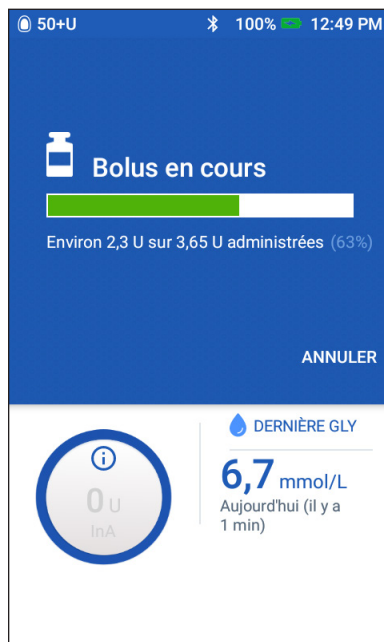 50+U 100% 12:49 PM
Bolus en cours
Environ 2,3 U sur 3,65 U administrées (63%)
ANNULER
DERNIÈRE GLY
6,7 mmol/L
Aujourd'hui (il y a
1 min)
0 U
InA